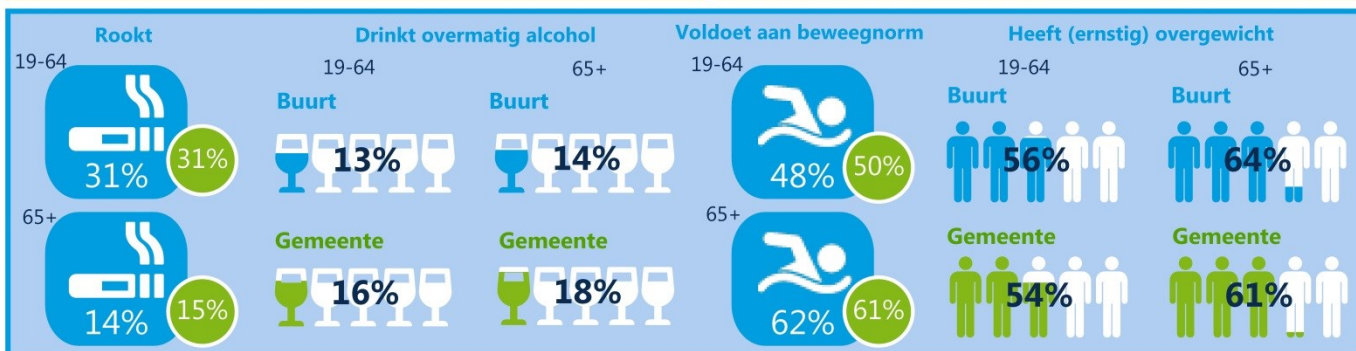 Rookt
19-64
31%
31%
65+
14%
15%
Drinkt overmatig alcohol
19-64
65+
Buurt
Buurt
13%
14%
Gemeente
Gemeente
16%
18%
Voldoet aan beweegnorm
19-64
48%
50%
65+
62%
61%
Heeft (ernstig) overgewicht
19-64
65+
Buurt
Buurt
56%
64%
Gemeente
Gemeente
54%
61%